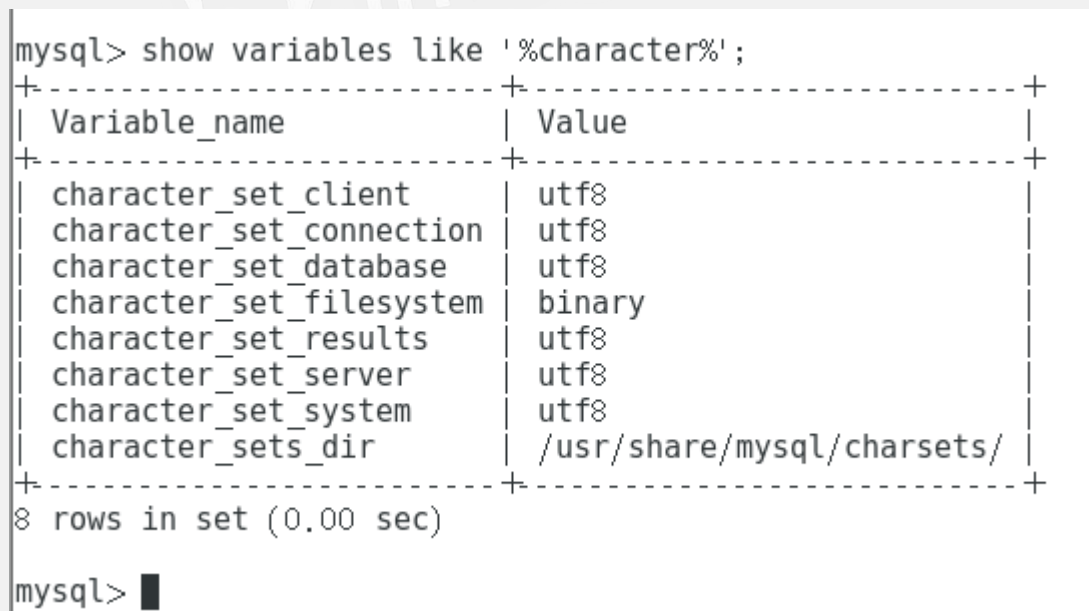 mysql> show variables like '%character%';
+--------------------------+----------------------------+
| Variable_name | Value |
+--------------------------+----------------------------+
| character_set_client | utf8 |
| character_set_connection | utf8 |
| character_set_database | utf8 |
| character_set_filesystem | binary |
| character_set_results | utf8 |
| character_set_server | utf8 |
| character_set_system | utf8 |
| character_sets_dir | /usr/share/mysql/charsets/ |
+--------------------------+----------------------------+
8 rows in set (0.00 sec)
mysql>